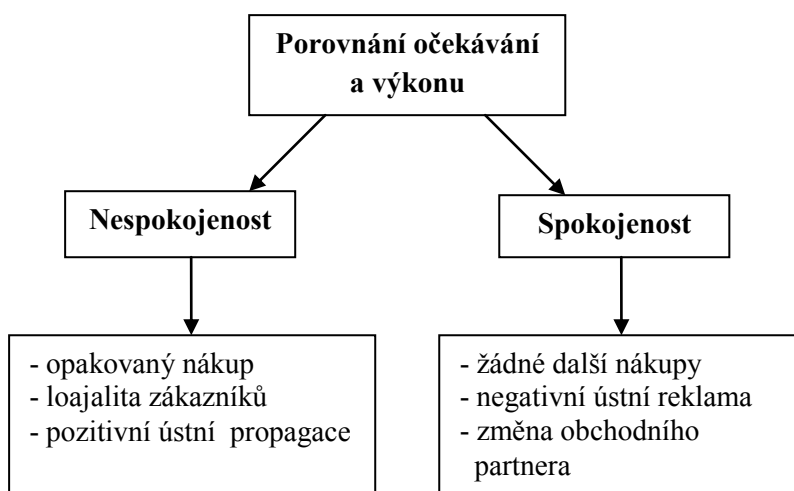 Porovnání očekávání
a výkonu
Nespokojenost
Spokojenost
- opakovaný nákup
- loajalita zákazníků
- pozitivní ústní propagace
- žádné další nákupy
- negativní ústní reklama
- změna obchodního
partnera